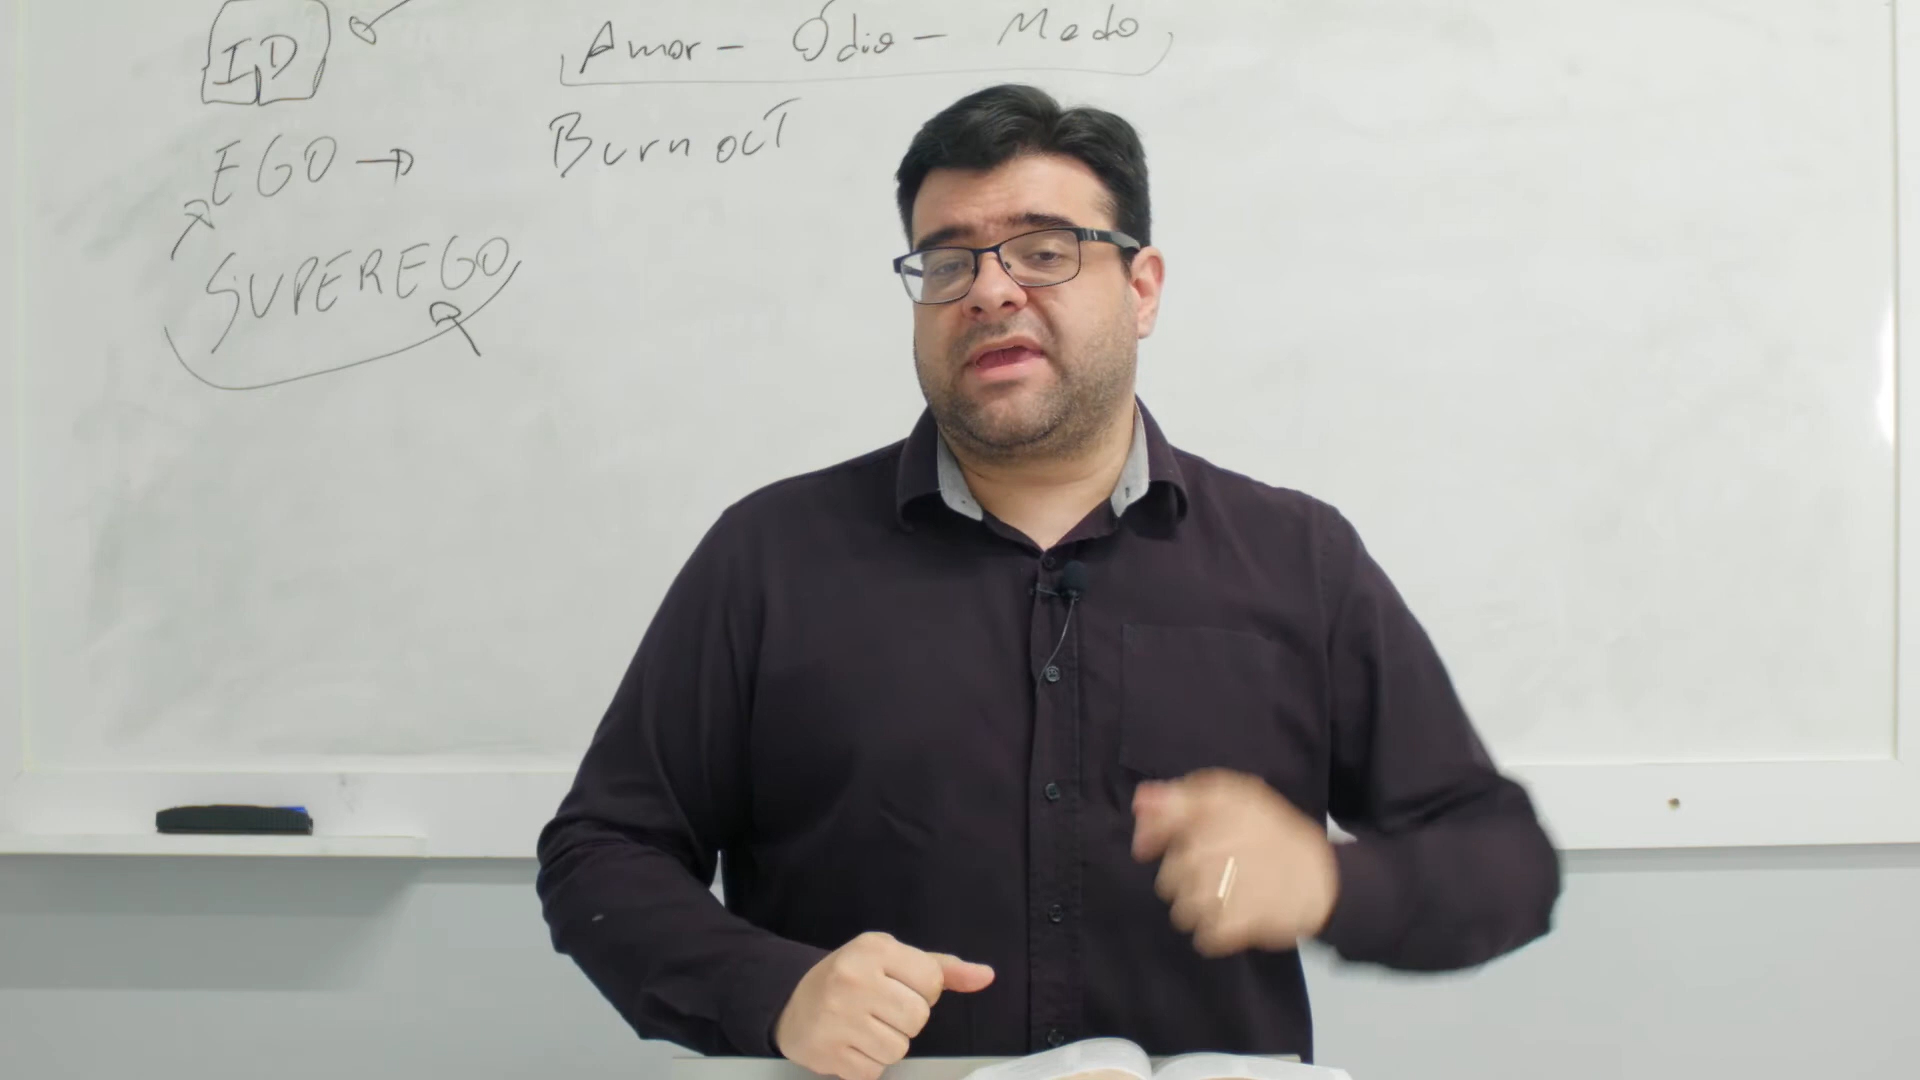 ID
EGO →
SUPEREGO
Amor - Ódio - Medo
Burnout